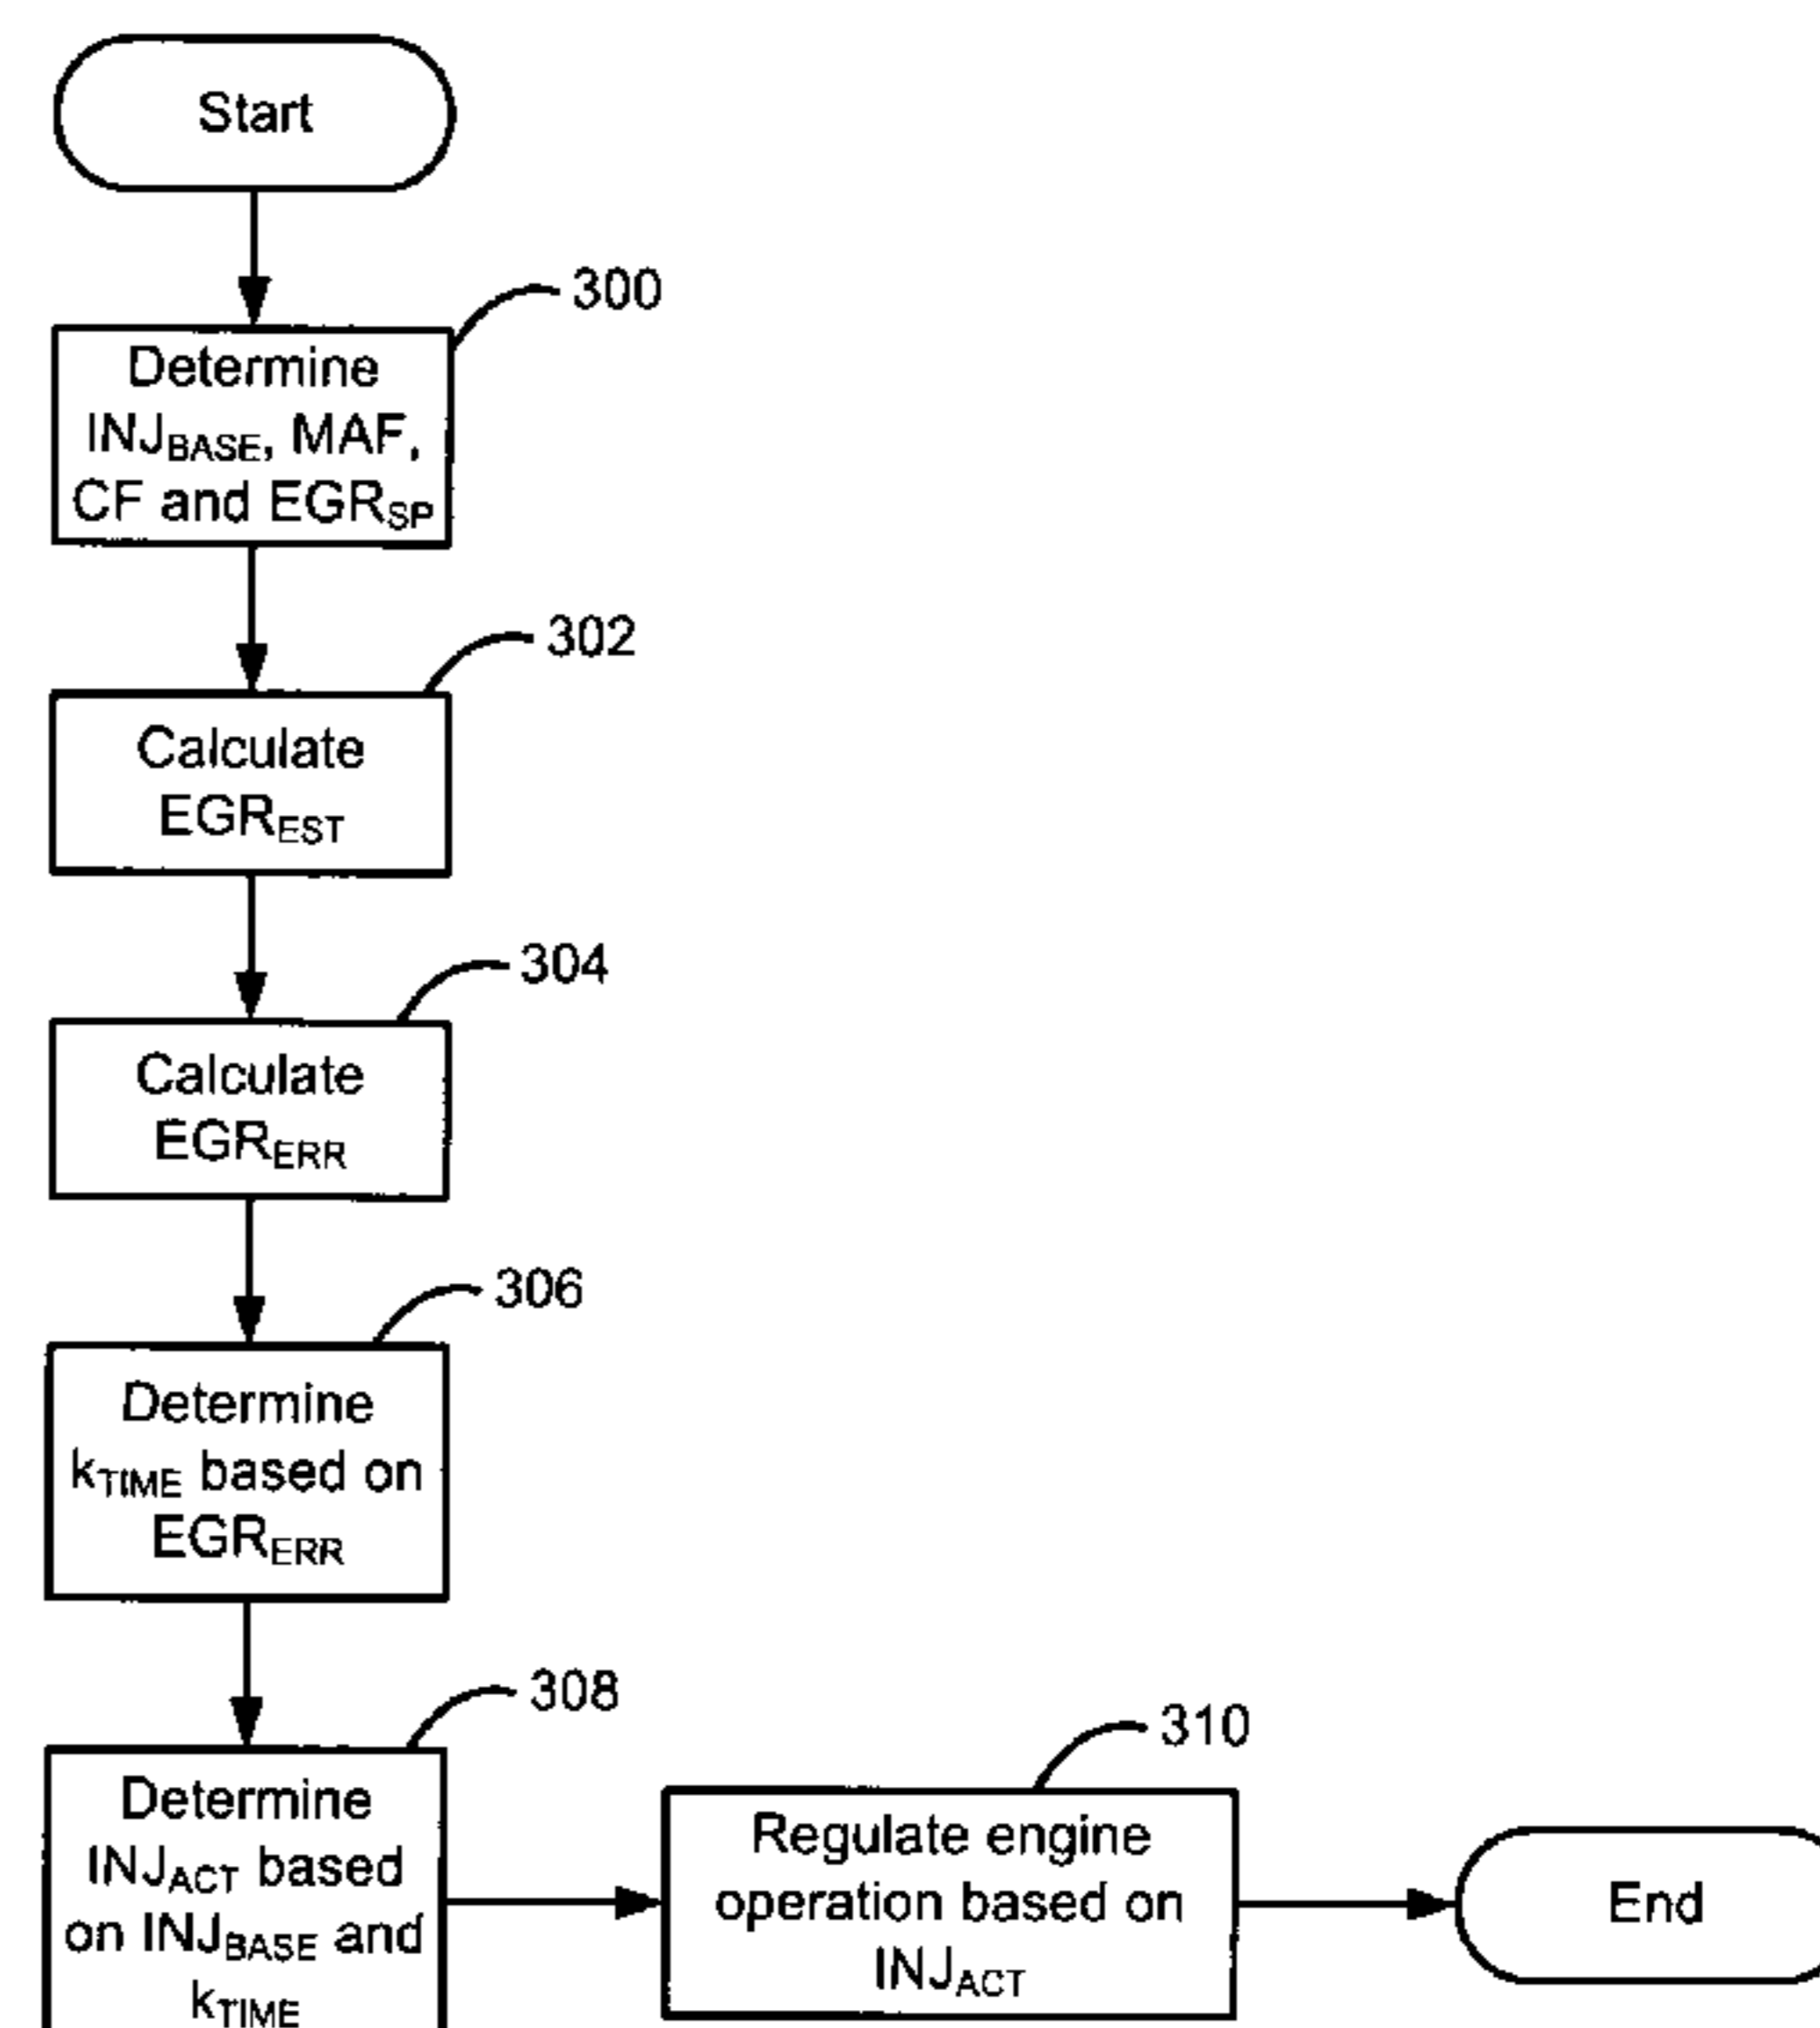 Start
300
Determine
INJBASE, MAF,
CF and EGRSP
302
Calculate
EGREST
304
Calculate
EGRERR
306
Determine
kTIME based on
EGRERR
308
Determine
INJACT based
on INJBASE and
kTIME
310
Regulate engine
operation based on
INJACT
End